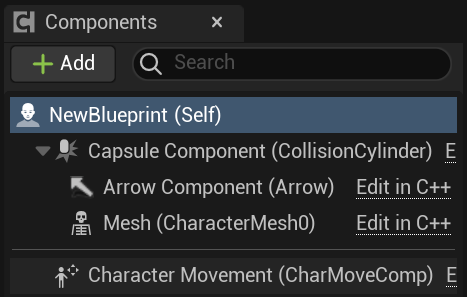 Components
Add
Search
NewBlueprint (Self)
Capsule Component (CollisionCylinder) E
Arrow Component (Arrow) Edit in C++
Mesh (CharacterMesh0) Edit in C++
Character Movement (CharMoveComp) E